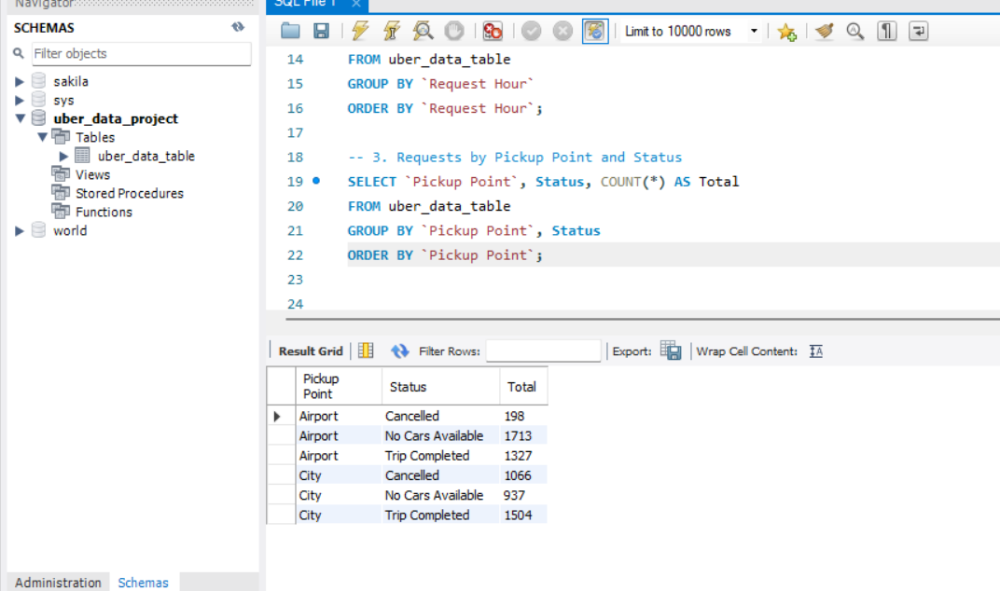 Navigator
SCHEMAS
Filter objects
sakila
sys
uber_data_project
Tables
uber_data_table
Views
Stored Procedures
Functions
world
Administration Schemas
SQL File 1 ×
Limit to 10000 rows
14 FROM uber_data_table
15 GROUP BY `Request Hour`
16 ORDER BY `Request Hour`;
17
18 -- 3. Requests by Pickup Point and Status
19 SELECT `Pickup Point`, Status, COUNT(*) AS Total
20 FROM uber_data_table
21 GROUP BY `Pickup Point`, Status
22 ORDER BY `Pickup Point`;
23
24
Result Grid Filter Rows: Export: Wrap Cell Content: IA
Pickup
Point Status Total
Airport Cancelled 198
Airport No Cars Available 1713
Airport Trip Completed 1327
City Cancelled 1066
City No Cars Available 937
City Trip Completed 1504